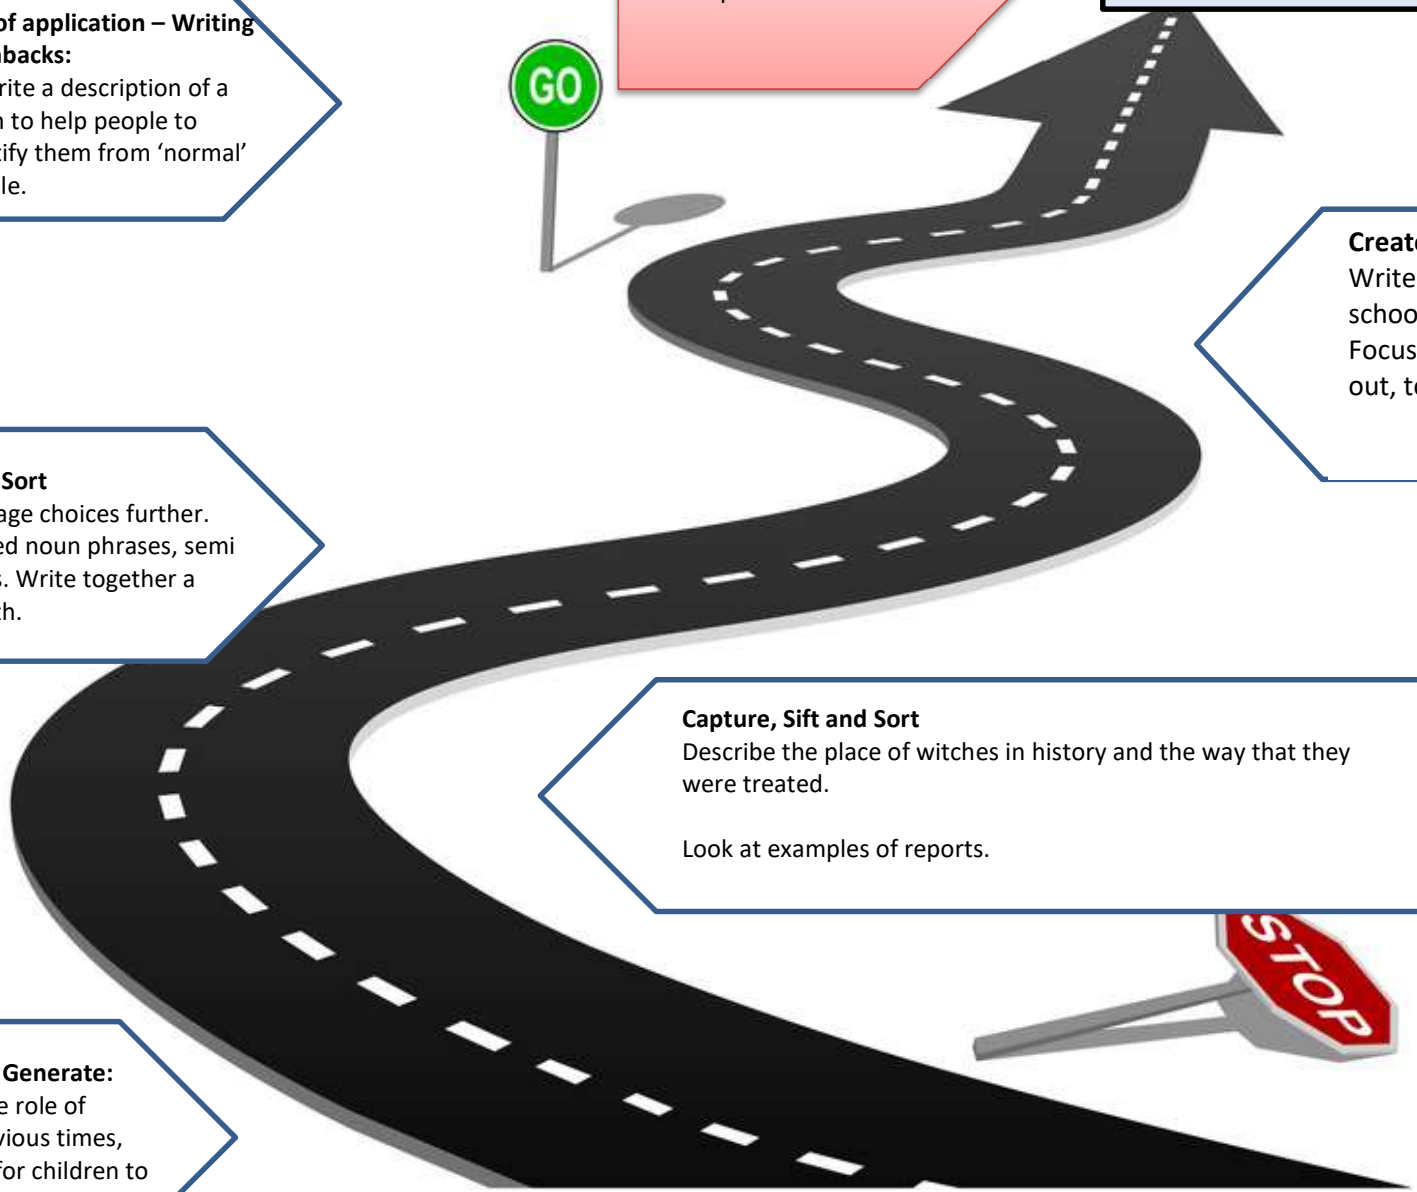 of application – Writing
backs:
rite a description of a
to help people to
ify them from ‘normal’
le.
GO
Create
Write
schoo
Focus
out, to
Sort
age choices further.
ed noun phrases, semi
s. Write together a
th.
Capture, Sift and Sort
Describe the place of witches in history and the way that they
were treated.
Look at examples of reports.
STOP
Generate:
e role of
vious times,
for children to